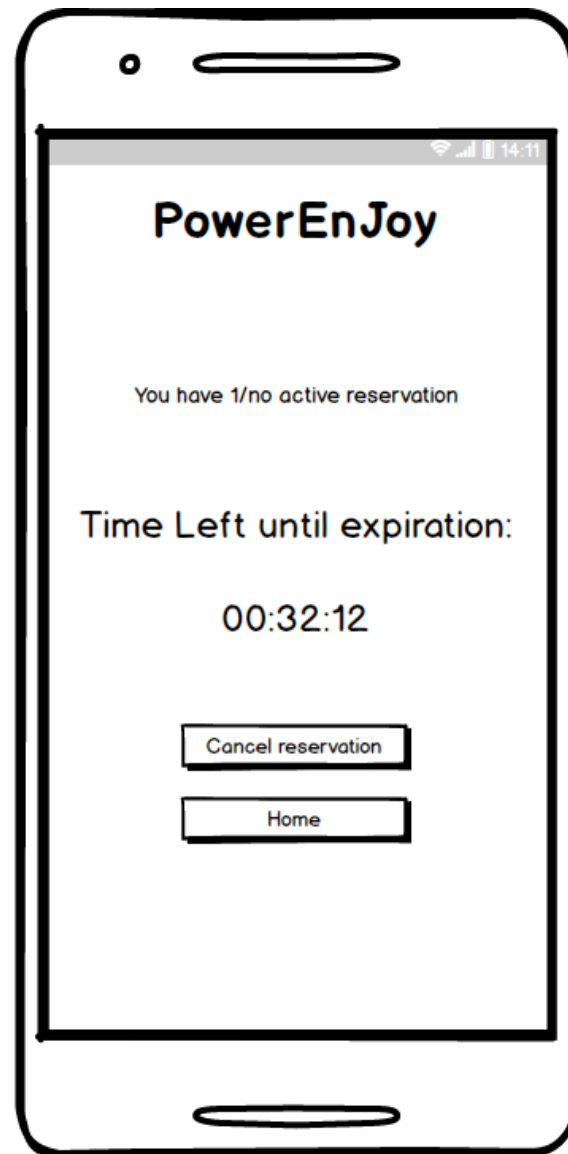 14:11
PowerEnJoy
You have 1/no active reservation
Time Left until expiration:
00:32:12
Cancel reservation
Home